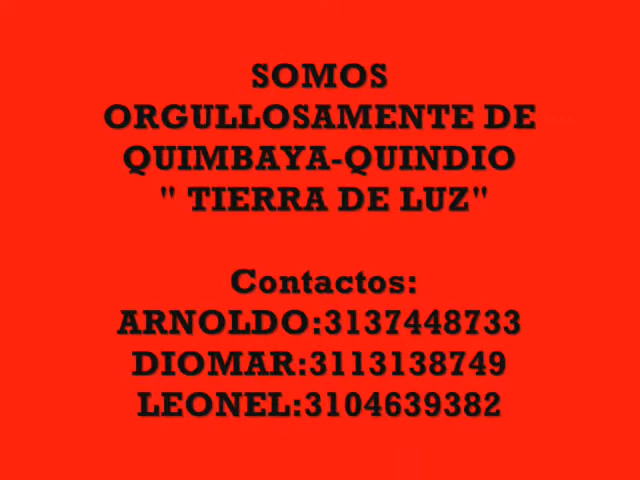 SOMOS
ORGULLOSAMENTE DE
QUIMBAYA-QUINDIO
" TIERRA DE LUZ"
Contactos:
ARNOLDO:3137448733
DIOMAR:3113138749
LEONEL:3104639382